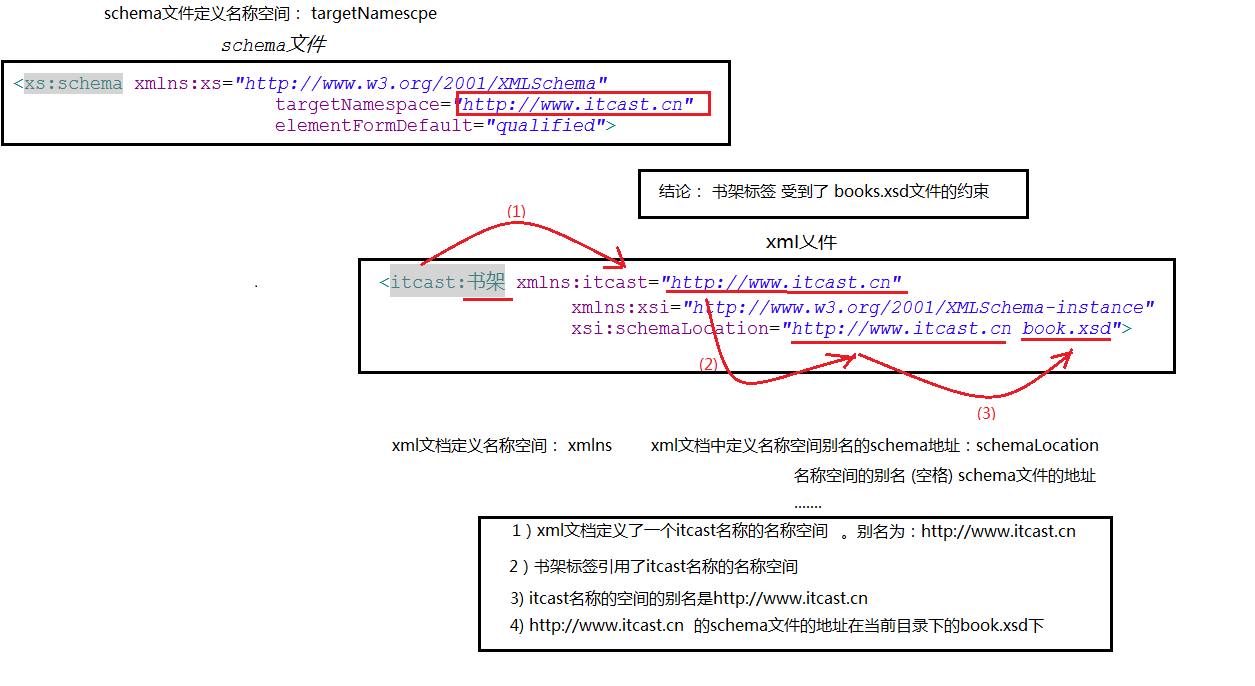 schema文件定义名称空间： targetNamescpe
schema文件
<xs:schema xmlns:xs="http://www.w3.org/2001/XMLSchema"
targetNamespace="http://www.itcast.cn"
elementFormDefault="qualified">
结论： 书架标签 受到了 books.xsd文件的约束
(1)
xml文件
<itcast:书架 xmlns:itcast="http://www.itcast.cn"
xmlns:xsi="http://www.w3.org/2001/XMLSchema-instance"
xsi:schemaLocation="http://www.itcast.cn book.xsd">
(2)
(3)
xml文档定义名称空间： xmlns
xml文档中定义名称空间别名的schema地址：schemaLocation
名称空间的别名 (空格) schema文件的地址
.......
1）xml文档定义了一个itcast名称的名称空间 。别名为：http://www.itcast.cn
2）书架标签引用了itcast名称的名称空间
3) itcast名称的空间的别名是http://www.itcast.cn
4) http://www.itcast.cn 的schema文件的地址在当前目录下的book.xsd下